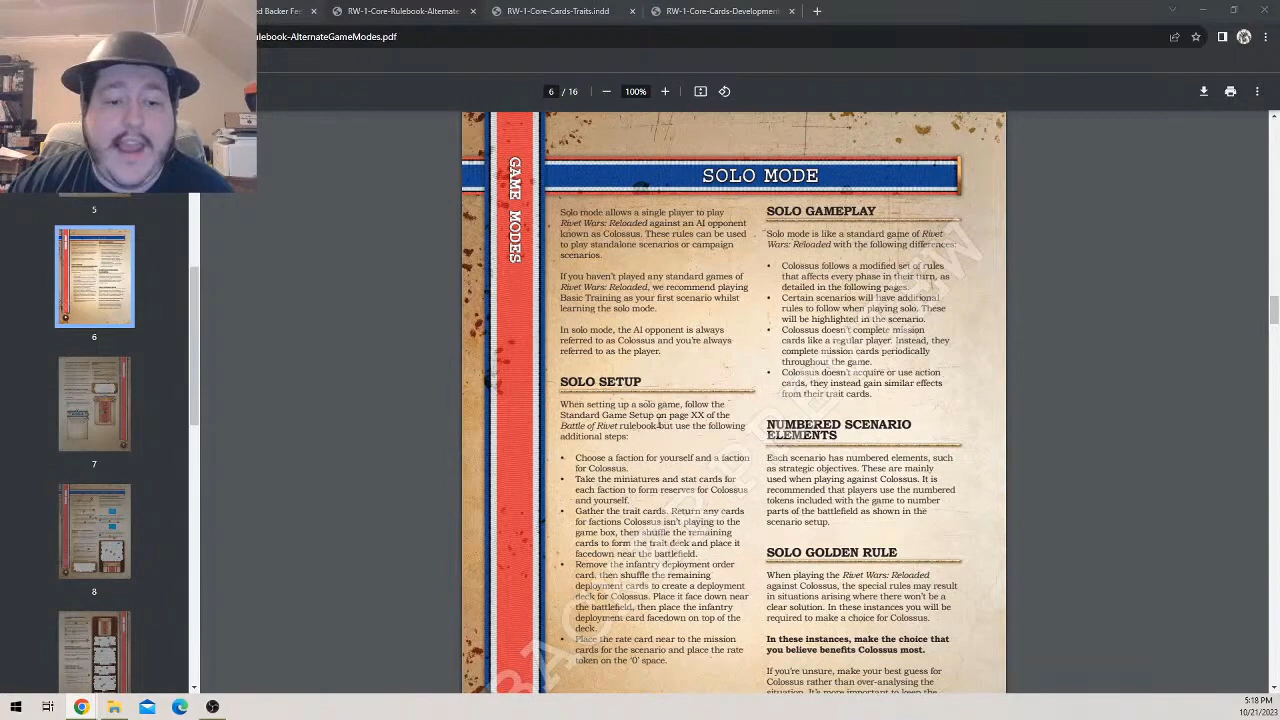 ed Backer Fe
RW-1-Core-Rulebook-Alternate
RW-1-Core-Cards-Traits.indd
RW-1-Core-Cards-Development
ulebook-AlternateGameModes.pdf
6 / 16
100%
5
6
7
8
GAME MODES
SOLO MODE
Solo mode allows a single player to play
Rivet Wars: Reloaded against an AI opponent
known as Colossus. These rules can be used
to play standalone scenarios or campaign
scenarios.
If you haven't played any standard games of
Rivet Wars: Reloaded, we recommend playing
Basic Training as your first scenario whilst
learning the solo mode.
In solo mode, the AI opponent is always
referred to as Colossus and you're always
referred to as the player.
SOLO SETUP
When setting up a solo game, follow the
Standard Game Setup on page XX of the
Battle of Rivet rulebook but use the following
additional steps:
• Choose a faction for yourself and a faction
for Colossus.
• Take the miniatures and stat cards for
each faction to form reserves for Colossus
and yourself.
• Gather the trait cards. Return any cards
for factions Colossus isn't playing to the
game box, then shuffle the remaining
cards to form the trait deck and place it
facedown near the battlefield.
• Remove the infantry deployment order
card, then shuffle the remaining
deployment cards to create a deployment
deck for Colossus. Place it face down near
the battlefield, then place the infantry
deployment card facedown on top of the
deck.
• Place the rate card near to the mission
cards for the scenario and place the rate
token on the '0' space.
SOLO GAMEPLAY
Solo mode is like a standard game of Rivet
Wars: Reloaded with the following differences:
• Colossus follows a modified set of rules
that affects every phase in their turn, as
detailed in the following pages.
• Certain scenarios will have additional
rules to follow when playing solo. These
will be highlighted in the scenario.
• Colossus doesn't complete mission
cards like a regular player. Instead, they
complete mission cards periodically
throughout the game.
• Colossus doesn't acquire or use action
cards, they instead gain similar effects
from their trait cards.
NUMBERED SCENARIO
ELEMENTS
Each scenario has numbered elements, such
as strategic objectives. These are mainly
used when playing against Colossus. It is
recommended that players use the numbered
tokens included with the game to number
parts of the battlefield as shown in the
scenario setup.
SOLO GOLDEN RULE
When playing the Rivet Wars: Reloaded
against Colossus, the special rules may result
in situations arising where there won't be a
clear solution. In these instances you will be
required to make a choice for Colossus.
In these instances, make the choice that
you believe benefits Colossus most.
If you're unsure, make your best guess for
Colossus rather than over-analysing the
situation. It's more important to keep the
5:18 PM
10/21/2023